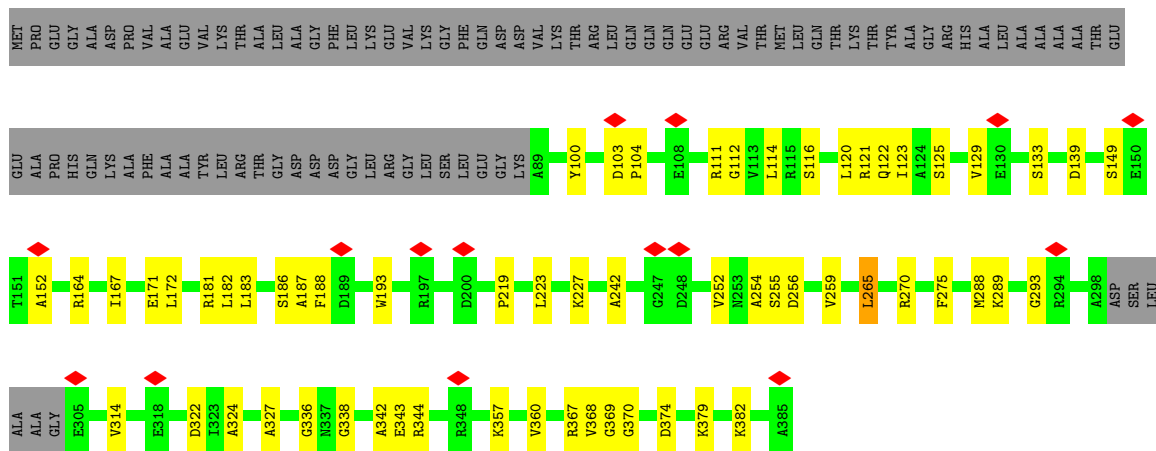 MET PRO GLU GLY ALA ASP PRO VAL ALA GLU VAL LYS THR ALA LEU ALA GLY PHE LEU LYS GLU VAL LYS GLY PHE GLN ASP ASP VAL LYS THR ARG LEU GLN GLN GLN GLU GLU ARG VAL THR MET LEU GLN THR LYS THR TYR ALA GLY ARG HIS ALA LEU ALA ALA ALA ALA THR GLU
GLU ALA PRO HIS GLN LYS ALA PHE ALA ALA TYR LEU ARG THR GLY ASP ASP ASP GLY LEU ARG GLY LEU SER LEU GLU GLY LYS A89 Y100 D103 P104 E108 R111 G112 V113 L114 R115 S116 L120 R121 Q122 I123 A124 S125 V129 E130 S133 D139 S149 E150
T151 A152 R164 I167 E171 L172 R181 L182 L183 S186 A187 F188 D189 W193 R197 D200 P219 L223 K227 A242 G247 D248 V252 N253 A254 S255 D256 V259 L265 R270 F275 M288 K289 G293 R294 A298 ASP SER LEU
ALA ALA GLY E305 V314 E318 D322 I323 A324 A327 G336 N337 G338 A342 E343 R344 R348 K357 V360 R367 V368 G369 G370 D374 K379 K382 A385